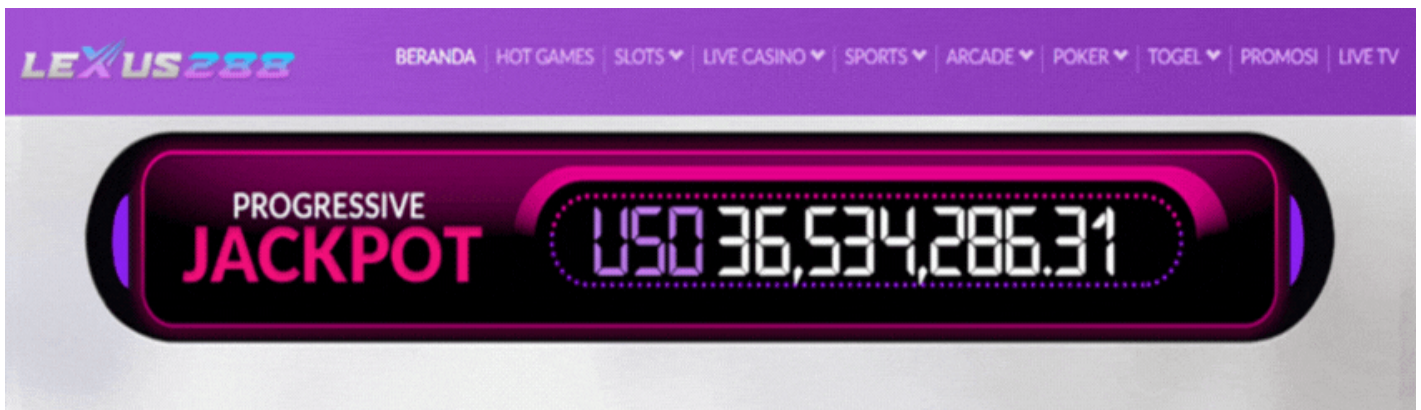 LEXUS288
BERANDA HOT GAMES SLOTS LIVE CASINO SPORTS ARCADE POKER TOGEL PROMOSI LIVE TV
PROGRESSIVE
JACKPOT
USD 36,534,286.31